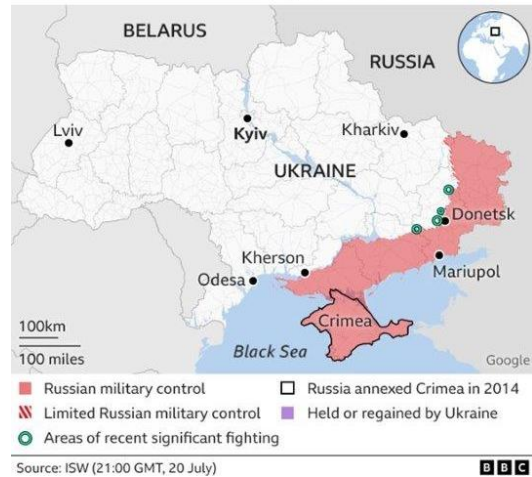 BELARUS
RUSSIA
Lviv
Kyiv
Kharkiv
UKRAINE
Donetsk
Mariupol
Kherson
Odesa
Crimea
100km
100 miles
Black Sea
Google
Russian military control
Russia annexed Crimea in 2014
Limited Russian military control
Held or regained by Ukraine
Areas of recent significant fighting
Source: ISW (21:00 GMT, 20 July)
BBC